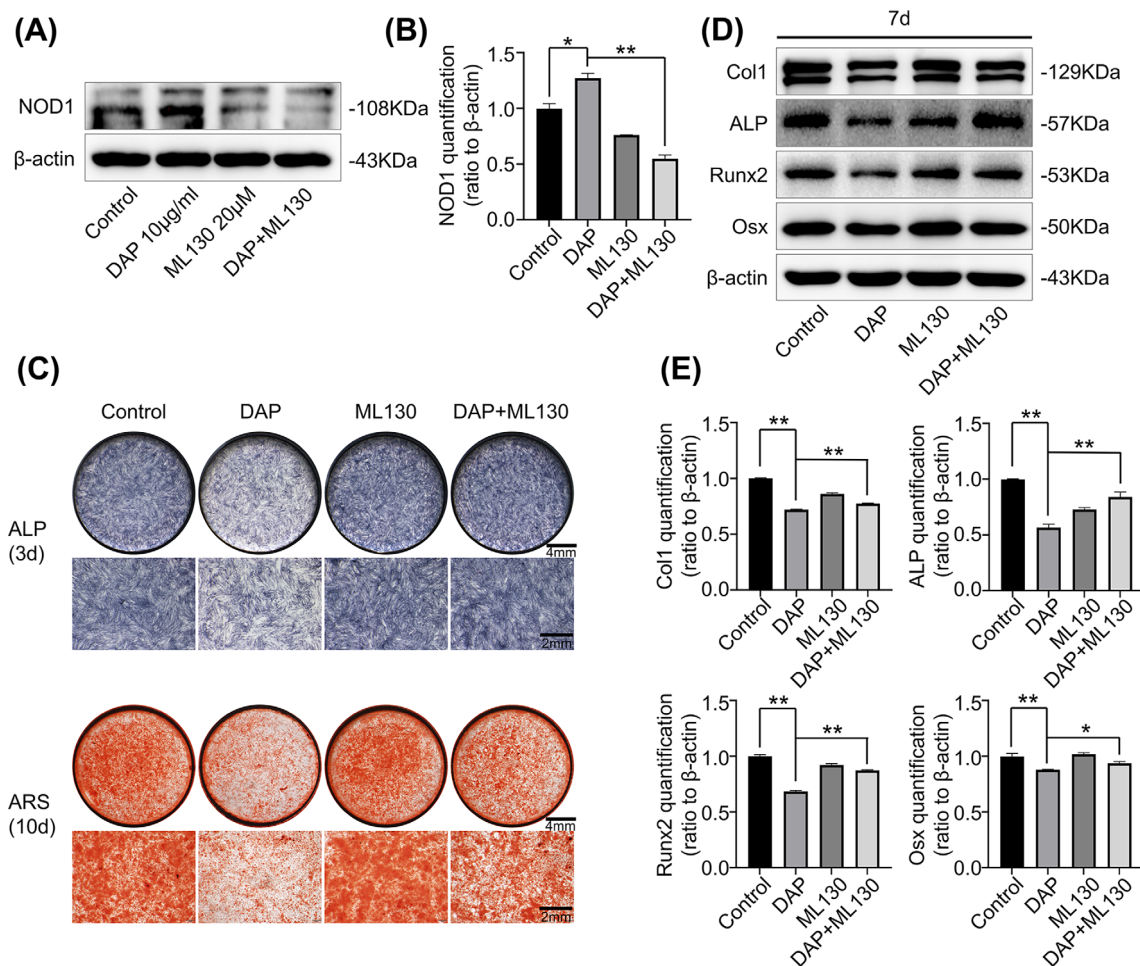 (A)
NOD1
-108KDa
β-actin
-43KDa
Control
DAP 10μg/ml
ML130 20μM
DAP+ML130
(B)
NOD1 quantification
(ratio to β-actin)
1.5
1.0
0.5
0.0
*
**
Control
DAP
ML130
DAP+ML130
(D)
7d
Col1
-129KDa
ALP
-57KDa
Runx2
-53KDa
Osx
-50KDa
β-actin
-43KDa
Control
DAP
ML130
DAP+ML130
(C)
Control
DAP
ML130
DAP+ML130
ALP
(3d)
4mm
2mm
ARS
(10d)
4mm
2mm
(E)
Col1 quantification
(ratio to β-actin)
1.5
1.0
0.5
0.0
**
**
Control
DAP
ML130
DAP+ML130
ALP quantification
(ratio to β-actin)
1.5
1.0
0.5
0.0
**
**
Control
DAP
ML130
DAP+ML130
Runx2 quantification
(ratio to β-actin)
1.5
1.0
0.5
0.0
**
**
Control
DAP
ML130
DAP+ML130
Osx quantification
(ratio to β-actin)
1.5
1.0
0.5
0.0
**
*
Control
DAP
ML130
DAP+ML130